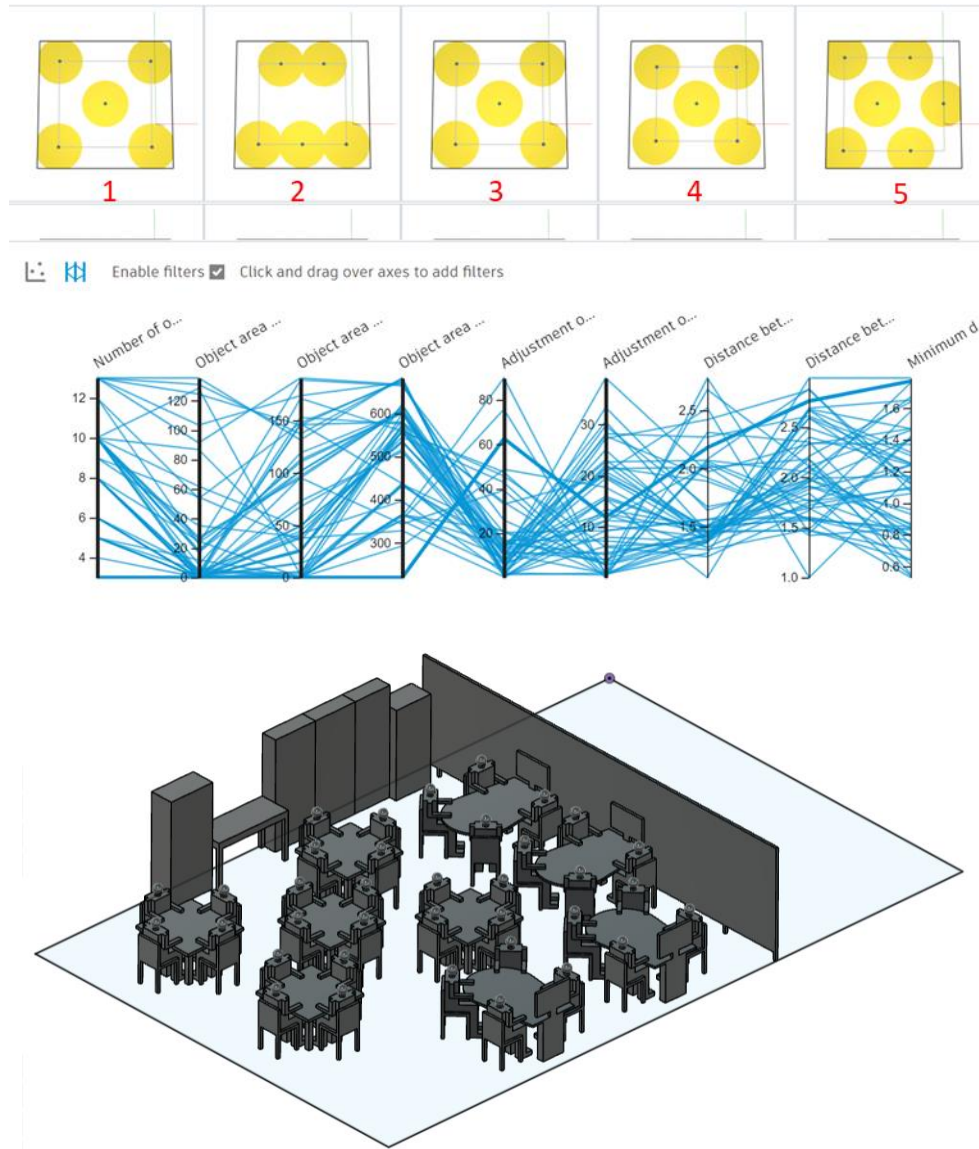 1 2 3 4 5
Enable filters Click and drag over axes to add filters
Number of o... Object area ... Object area ... Object area ... Adjustment o... Adjustment o... Distance bet... Distance bet... Minimum d
12 10 8 6 4
120 100 80 60 40 20 0
150 100 50 0
600 500 400 300
80 60 40 20
30 20 10
2.5 2.0 1.5
2.5 2.0 1.5 1.0
1.6 1.4 1.2 1.0 0.8 0.6